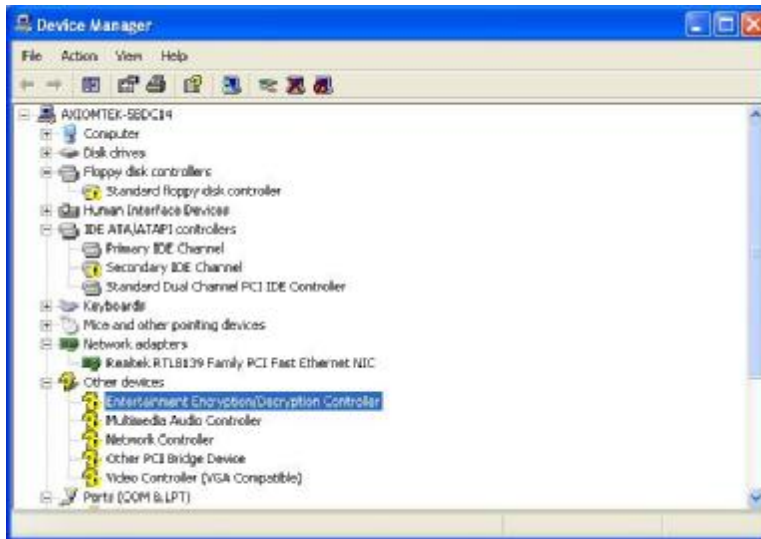 Device Manager
File Action View Help
AXIOMTEK-5BDC14
Computer
Disk drives
Floppy disk controllers
Standard floppy disk controller
Human Interface Devices
IDE ATA/ATAPI controllers
Primary IDE Channel
Secondary IDE Channel
Standard Dual Channel PCI IDE Controller
Keyboards
Mice and other pointing devices
Network adapters
Realtek RTL8139 Family PCI Fast Ethernet NIC
Other devices
Entertainment Encryption/Decryption Controller
Multimedia Audio Controller
Network Controller
Other PCI Bridge Device
Video Controller (VGA Compatible)
Ports (COM & LPT)